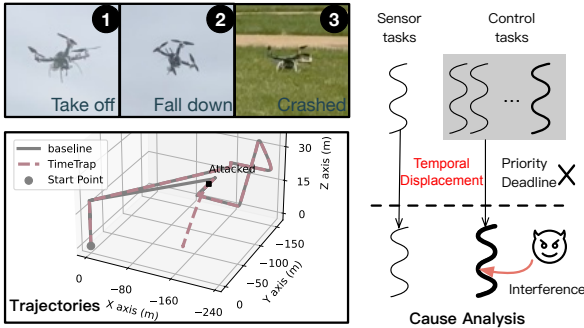 1
2
3
Take off
Fall down
Crashed
baseline
TimeTrap
Start Point
Attacked
30
15
0
Z axis (m)
0
−80
−160
−240
X axis (m)
0
−50
−100
−150
Y axis (m)
Trajectories
Sensor
tasks
Control
tasks
...
Temporal
Displacement
Priority
Deadline
Interference
Cause Analysis